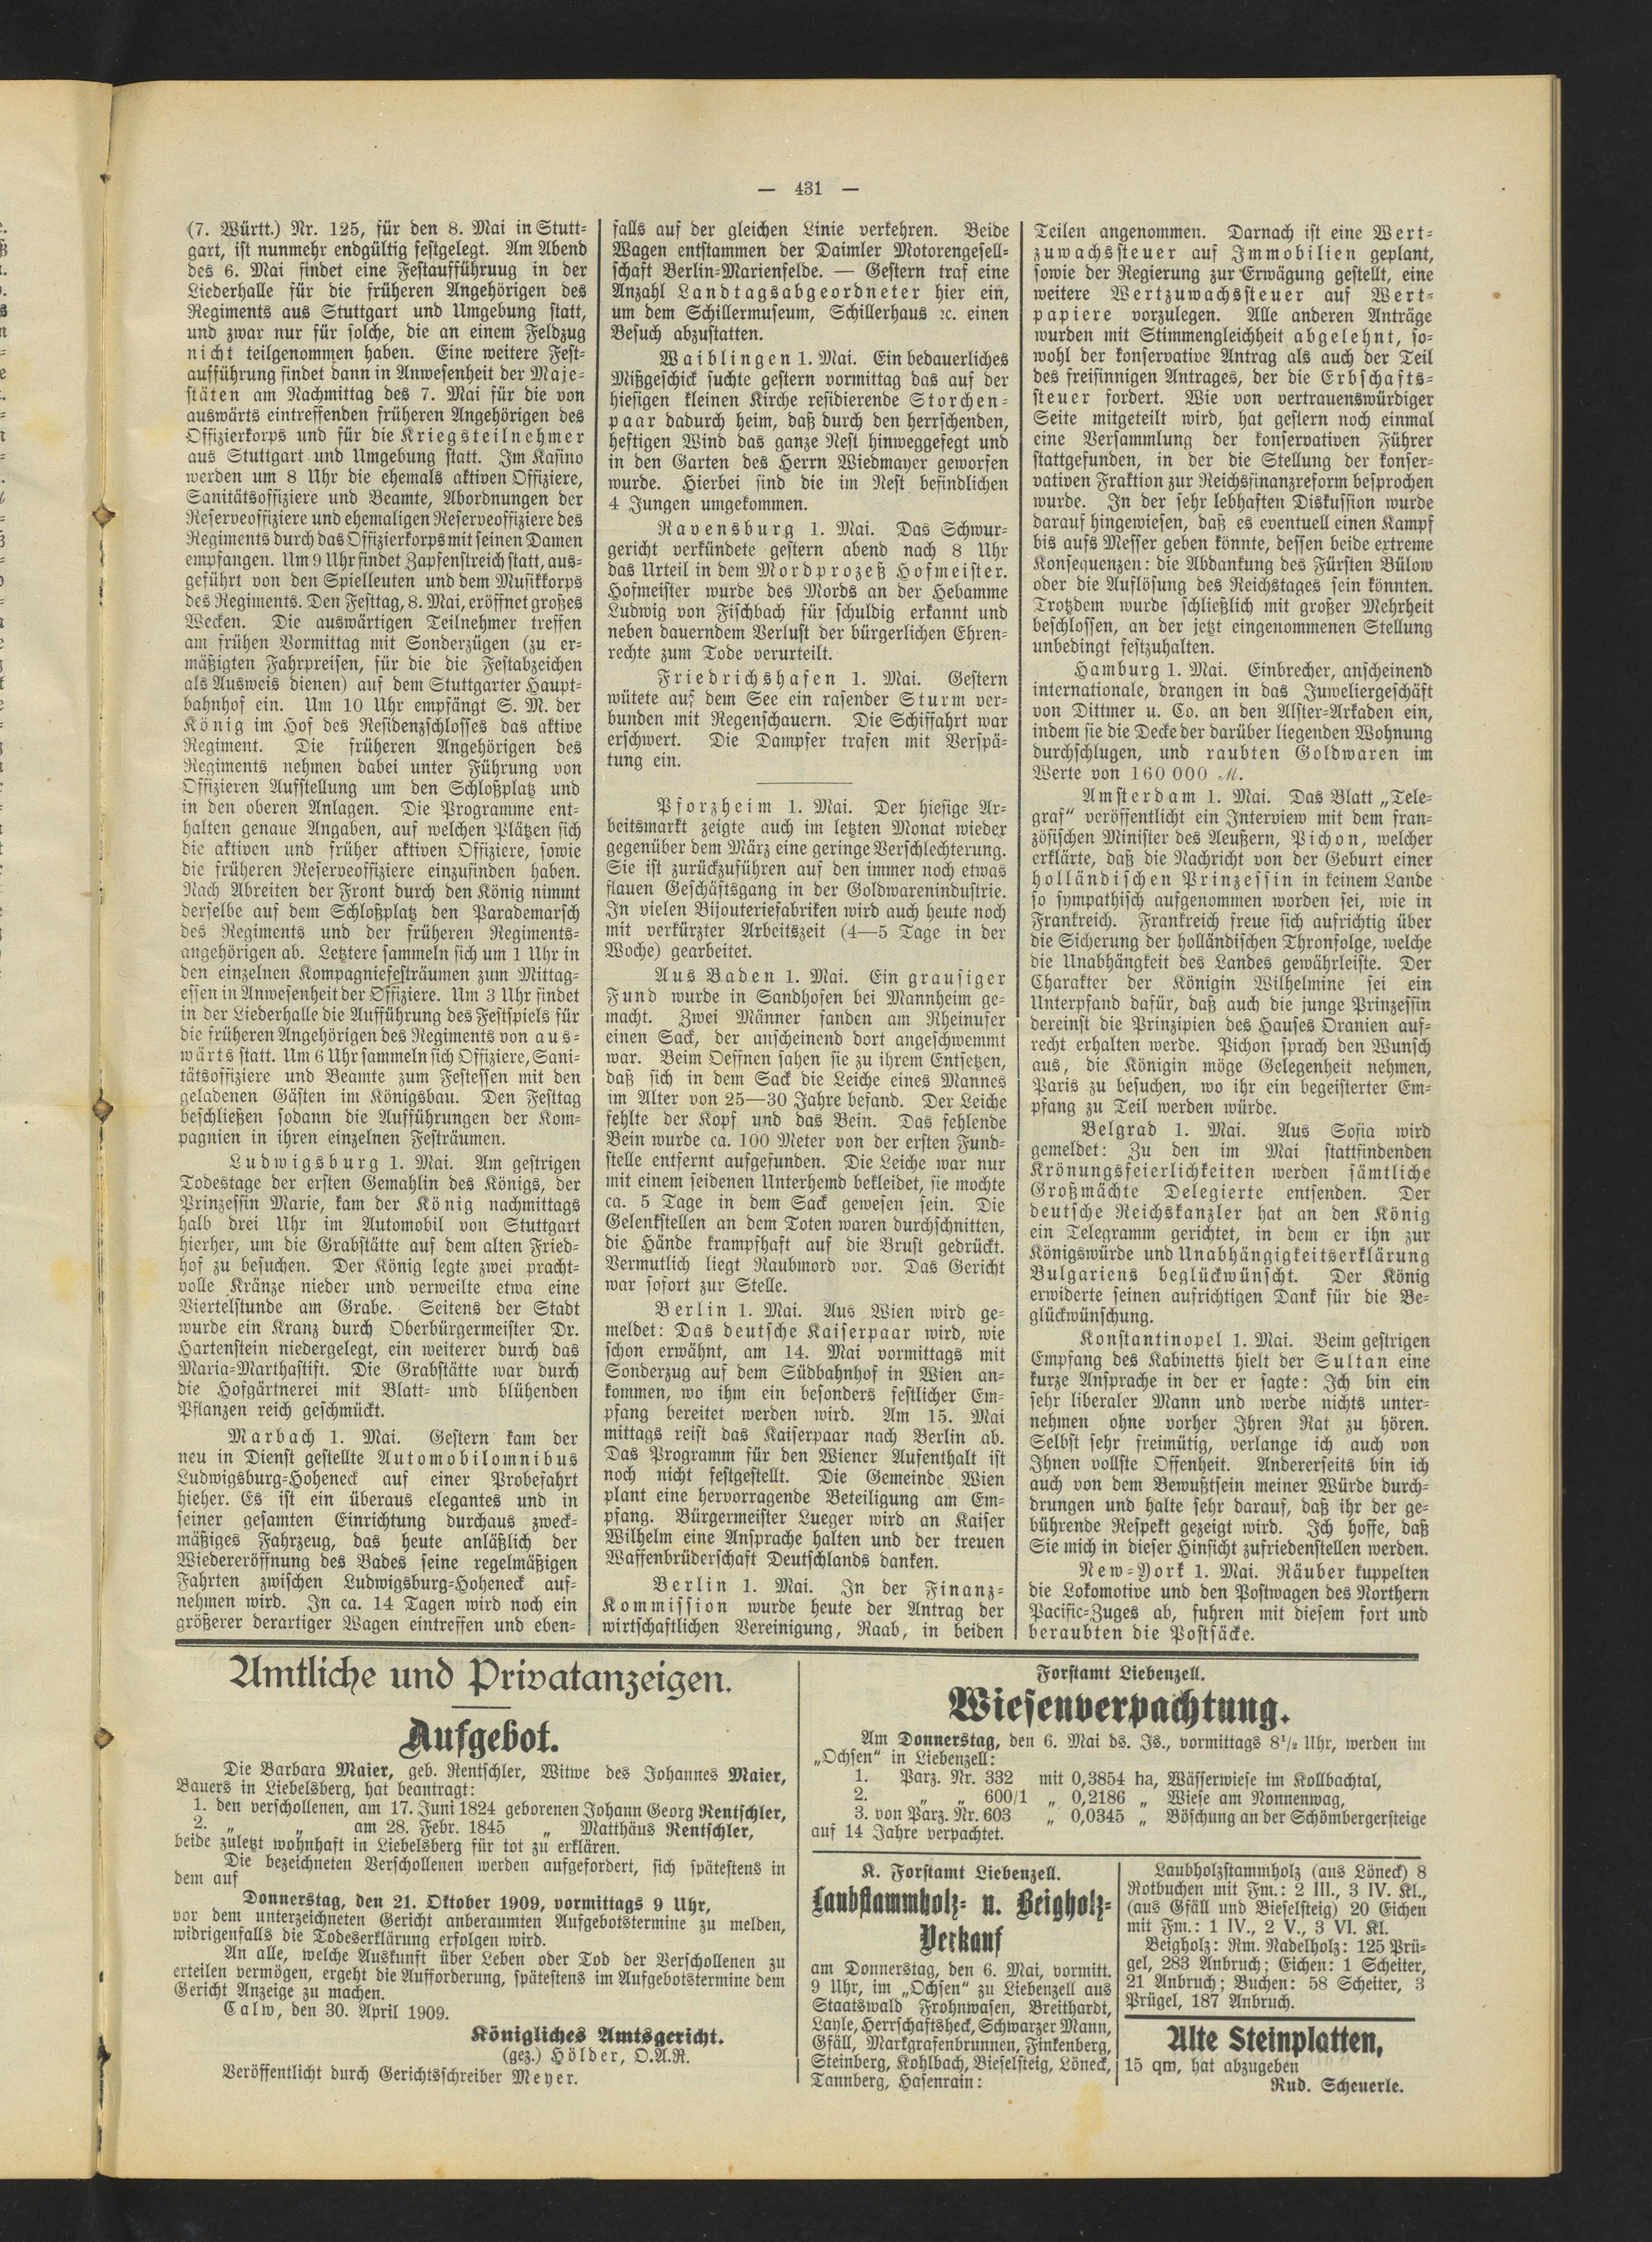 — 431 —
(7. Württ.) Nr. 125, für den 8. Mai in Stutt-
gart, ist nunmehr endgültig festgelegt. Am Abend
des 6. Mai findet eine Festaufführuug in der
Liederhalle für die früheren Angehörigen des
Regiments aus Stuttgart und Umgebung statt,
und zwar nur für solche, die an einem Feldzug
nicht teilgenommen haben. Eine weitere Fest-
aufführung findet dann in Anwesenheit der Maje-
stäten am Nachmittag des 7. Mai für die von
auswärts eintreffenden früheren Angehörigen des
Offizierkorps und für die Kriegsteilnehmer
aus Stuttgart und Umgebung statt. Im Kasino
werden um 8 Uhr die ehemals aktiven Offiziere,
Sanitätsoffiziere und Beamte, Abordnungen der
Reserveoffiziere und ehemaligen Reserveoffiziere des
Regiments durch das Offizierkorps mit seinen Damen
empfangen. Um 9 Uhr findet Zapfenstreich statt, aus-
geführt von den Spielleuten und dem Musikkorps
des Regiments. Den Festtag, 8. Mai, eröffnet großes
Wecken. Die auswärtigen Teilnehmer treffen
am frühen Vormittag mit Sonderzügen (zu er-
mäßigten Fahrpreisen, für die die Festabzeichen
als Ausweis dienen) auf dem Stuttgarter Haupt-
bahnhof ein. Um 10 Uhr empfängt S. M. der
König im Hof des Residenzschlosses das aktive
Regiment. Die früheren Angehörigen des
Regiments nehmen dabei unter Führung von
Offizieren Aufstellung um den Schloßplatz und
in den oberen Anlagen. Die Programme ent-
halten genaue Angaben, auf welchen Plätzen sich
die aktiven und früher aktiven Offiziere, sowie
die früheren Reserveoffiziere einzufinden haben.
Nach Abreiten der Front durch den König nimmt
derselbe auf dem Schloßplatz den Parademarsch
des Regiments und der früheren Regiments-
angehörigen ab. Letztere sammeln sich um 1 Uhr in
den einzelnen Kompagniefesträumen zum Mittag-
essen in Anwesenheit der Offiziere. Um 3 Uhr findet
in der Liederhalle die Aufführung des Festspiels für
die früheren Angehörigen des Regiments von aus-
wärts statt. Um 6 Uhr sammeln sich Offiziere, Sani-
tätsoffiziere und Beamte zum Festessen mit den
geladenen Gästen im Königsbau. Den Festtag
beschließen sodann die Aufführungen der Kom-
pagnien in ihren einzelnen Festräumen.
Ludwigsburg 1. Mai. Am gestrigen
Todestage der ersten Gemahlin des Königs, der
Prinzessin Marie, kam der König nachmittags
halb drei Uhr im Automobil von Stuttgart
hierher, um die Grabstätte auf dem alten Fried-
hof zu besuchen. Der König legte zwei pracht-
volle Kränze nieder und verweilte etwa eine
Viertelstunde am Grabe. Seitens der Stadt
wurde ein Kranz durch Oberbürgermeister Dr.
Hartenstein niedergelegt, ein weiterer durch das
Maria-Marthastift. Die Grabstätte war durch
die Hofgärtnerei mit Blatt- und blühenden
Pflanzen reich geschmückt.
Marbach 1. Mai. Gestern kam der
neu in Dienst gestellte Automobilomnibus
Ludwigsburg-Hoheneck auf einer Probefahrt
hieher. Es ist ein überaus elegantes und in
seiner gesamten Einrichtung durchaus zweck-
mäßiges Fahrzeug, das heute anläßlich der
Wiedereröffnung des Bades seine regelmäßigen
Fahrten zwischen Ludwigsburg-Hoheneck auf-
nehmen wird. In ca. 14 Tagen wird noch ein
größerer derartiger Wagen eintreffen und eben-
falls auf der gleichen Linie verkehren. Beide
Wagen entstammen der Daimler Motorengesell-
schaft Berlin-Marienfelde. — Gestern traf eine
Anzahl Landtagsabgeordneter hier ein,
um dem Schillermuseum, Schillerhaus ꝛc. einen
Besuch abzustatten.
Waiblingen 1. Mai. Ein bedauerliches
Mißgeschick suchte gestern vormittag das auf der
hiesigen kleinen Kirche residierende Storchen-
paar dadurch heim, daß durch den herrschenden,
heftigen Wind das ganze Nest hinweggefegt und
in den Garten des Herrn Wiedmayer geworfen
wurde. Hierbei sind die im Nest befindlichen
4 Jungen umgekommen.
Ravensburg 1. Mai. Das Schwur-
gericht verkündete gestern abend nach 8 Uhr
das Urteil in dem Mordprozeß Hofmeister.
Hofmeister wurde des Mords an der Hebamme
Ludwig von Fischbach für schuldig erkannt und
neben dauerndem Verlust der bürgerlichen Ehren-
rechte zum Tode verurteilt.
Friedrichshafen 1. Mai. Gestern
wütete auf dem See ein rasender Sturm ver-
bunden mit Regenschauern. Die Schiffahrt war
erschwert. Die Dampfer trafen mit Verspä-
tung ein.
Pforzheim 1. Mai. Der hiesige Ar-
beitsmarkt zeigte auch im letzten Monat wieder
gegenüber dem März eine geringe Verschlechterung.
Sie ist zurückzuführen auf den immer noch etwas
flauen Geschäftsgang in der Goldwarenindustrie.
In vielen Bijouteriefabriken wird auch heute noch
mit verkürzter Arbeitszeit (4—5 Tage in der
Woche) gearbeitet.
Aus Baden 1. Mai. Ein grausiger
Fund wurde in Sandhofen bei Mannheim ge-
macht. Zwei Männer fanden am Rheinufer
einen Sack, der anscheinend dort angeschwemmt
war. Beim Oeffnen sahen sie zu ihrem Entsetzen,
daß sich in dem Sack die Leiche eines Mannes
im Alter von 25—30 Jahre befand. Der Leiche
fehlte der Kopf und das Bein. Das fehlende
Bein wurde ca. 100 Meter von der ersten Fund-
stelle entfernt aufgefunden. Die Leiche war nur
mit einem seidenen Unterhemd bekleidet, sie mochte
ca. 5 Tage in dem Sack gewesen sein. Die
Gelenkstellen an dem Toten waren durchschnitten,
die Hände krampfhaft auf die Brust gedrückt.
Vermutlich liegt Raubmord vor. Das Gericht
war sofort zur Stelle.
Berlin 1. Mai. Aus Wien wird ge-
meldet: Das deutsche Kaiserpaar wird, wie
schon erwähnt, am 14. Mai vormittags mit
Sonderzug auf dem Südbahnhof in Wien an-
kommen, wo ihm ein besonders festlicher Em-
pfang bereitet werden wird. Am 15. Mai
mittags reist das Kaiserpaar nach Berlin ab.
Das Programm für den Wiener Aufenthalt ist
noch nicht festgestellt. Die Gemeinde Wien
plant eine hervorragende Beteiligung am Em-
pfang. Bürgermeister Lueger wird an Kaiser
Wilhelm eine Ansprache halten und der treuen
Waffenbrüderschaft Deutschlands danken.
Berlin 1. Mai. In der Finanz-
Kommission wurde heute der Antrag der
wirtschaftlichen Vereinigung, Raab, in beiden
Teilen angenommen. Darnach ist eine Wert-
zuwachssteuer auf Immobilien geplant,
sowie der Regierung zur Erwägung gestellt, eine
weitere Wertzuwachssteuer auf Wert-
papiere vorzulegen. Alle anderen Anträge
wurden mit Stimmengleichheit abgelehnt, so-
wohl der konservative Antrag als auch der Teil
des freisinnigen Antrages, der die Erbschafts-
steuer fordert. Wie von vertrauenswürdiger
Seite mitgeteilt wird, hat gestern noch einmal
eine Versammlung der konservativen Führer
stattgefunden, in der die Stellung der konser-
vativen Fraktion zur Reichsfinanzreform besprochen
wurde. In der sehr lebhaften Diskussion wurde
darauf hingewiesen, daß es eventuell einen Kampf
bis aufs Messer geben könnte, dessen beide extreme
Konsequenzen: die Abdankung des Fürsten Bülow
oder die Auflösung des Reichstages sein könnten.
Trotzdem wurde schließlich mit großer Mehrheit
beschlossen, an der jetzt eingenommenen Stellung
unbedingt festzuhalten.
Hamburg 1. Mai. Einbrecher, anscheinend
internationale, drangen in das Juweliergeschäft
von Dittmer u. Co. an den Alster-Arkaden ein,
indem sie die Decke der darüber liegenden Wohnung
durchschlugen, und raubten Goldwaren im
Werte von 160 000 ℳ.
Amsterdam 1. Mai. Das Blatt „Tele-
graf“ veröffentlicht ein Interview mit dem fran-
zösischen Minister des Aeußern, Pichon, welcher
erklärte, daß die Nachricht von der Geburt einer
holländischen Prinzessin in keinem Lande
so sympathisch aufgenommen worden sei, wie in
Frankreich. Frankreich freue sich aufrichtig über
die Sicherung der holländischen Thronfolge, welche
die Unabhängkeit des Landes gewährleiste. Der
Charakter der Königin Wilhelmine sei ein
Unterpfand dafür, daß auch die junge Prinzessin
dereinst die Prinzipien des Hauses Oranien auf-
recht erhalten werde. Pichon sprach den Wunsch
aus, die Königin möge Gelegenheit nehmen,
Paris zu besuchen, wo ihr ein begeisterter Em-
pfang zu Teil werden würde.
Belgrad 1. Mai. Aus Sofia wird
gemeldet: Zu den im Mai stattfindenden
Krönungsfeierlichkeiten werden sämtliche
Großmächte Delegierte entsenden. Der
deutsche Reichskanzler hat an den König
ein Telegramm gerichtet, in dem er ihn zur
Königswürde und Unabhängigkeitserklärung
Bulgariens beglückwünscht. Der König
erwiderte seinen aufrichtigen Dank für die Be-
glückwünschung.
Konstantinopel 1. Mai. Beim gestrigen
Empfang des Kabinetts hielt der Sultan eine
kurze Ansprache in der er sagte: Ich bin ein
sehr liberaler Mann und werde nichts unter-
nehmen ohne vorher Ihren Rat zu hören.
Selbst sehr freimütig, verlange ich auch von
Ihnen vollste Offenheit. Andererseits bin ich
auch von dem Bewußtsein meiner Würde durch-
drungen und halte sehr darauf, daß ihr der ge-
bührende Respekt gezeigt wird. Ich hoffe, daß
Sie mich in dieser Hinsicht zufriedenstellen werden.
New-York 1. Mai. Räuber kuppelten
die Lokomotive und den Postwagen des Northern
Pacific-Zuges ab, fuhren mit diesem fort und
beraubten die Postsäcke.
Amtliche und Privatanzeigen.
Aufgebot.
Die Barbara Maier, geb. Rentschler, Witwe des Johannes Maier,
Bauers in Liebelsberg, hat beantragt:
1. den verschollenen, am 17. Juni 1824 geborenen Johann Georg Rentschler,
2. „ „ am 28. Febr. 1845 „ Matthäus Rentschler,
beide zuletzt wohnhaft in Liebelsberg für tot zu erklären.
Die bezeichneten Verschollenen werden aufgefordert, sich spätestens in
dem auf
Donnerstag, den 21. Oktober 1909, vormittags 9 Uhr,
vor dem unterzeichneten Gericht anberaumten Aufgebotstermine zu melden,
widrigenfalls die Todeserklärung erfolgen wird.
An alle, welche Auskunft über Leben oder Tod der Verschollenen zu
erteilen vermögen, ergeht die Aufforderung, spätestens im Aufgebotstermine dem
Gericht Anzeige zu machen.
Calw, den 30. April 1909.
Königliches Amtsgericht.
(gez.) Hölder, O.A.R.
Veröffentlicht durch Gerichtsschreiber Meyer.
Forstamt Liebenzell.
Wiesenverpachtung.
Am Donnerstag, den 6. Mai ds. Js., vormittags 8½ Uhr, werden im
„Ochsen“ in Liebenzell:
1. Parz. Nr. 332 mit 0,3854 ha, Wässerwiese im Kollbachtal,
2. „ „ 600/1 „ 0,2186 „ Wiese am Nonnenwag,
3. von Parz. Nr. 603 „ 0,0345 „ Böschung an der Schömbergersteige
auf 14 Jahre verpachtet.
K. Forstamt Liebenzell.
Laubstammholz- u. Beigholz-
Verkauf
am Donnerstag, den 6. Mai, vormitt.
9 Uhr, im „Ochsen“ zu Liebenzell aus
Staatswald Frohnwasen, Breithardt,
Layle, Herrschaftsheck, Schwarzer Mann,
Gfäll, Markgrafenbrunnen, Finkenberg,
Steinberg, Kohlbach, Bieselsteig, Löneck,
Tannberg, Hasenrain:
Laubholzstammholz (aus Löneck) 8
Rotbuchen mit Fm.: 2 III., 3 IV. Kl.,
(aus Gfäll und Bieselsteig) 20 Eichen
mit Fm.: 1 IV., 2 V., 3 VI. Kl.
Beigholz: Rm. Nadelholz: 125 Prü-
gel, 283 Anbruch; Eichen: 1 Scheiter,
21 Anbruch; Buchen: 58 Scheiter, 3
Prügel, 187 Anbruch.
Alte Steinplatten,
15 qm, hat abzugeben
Rud. Scheuerle.